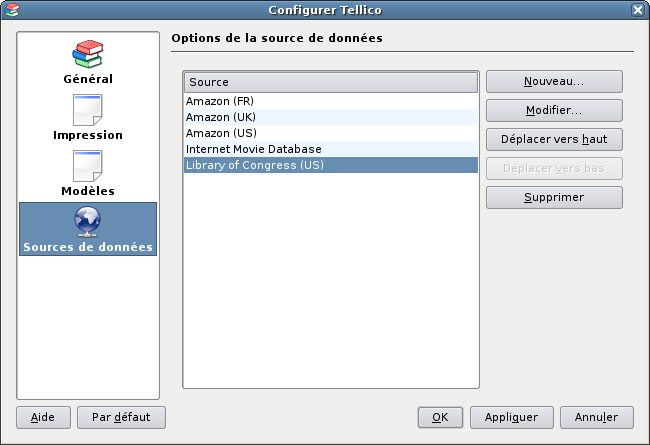 Configurer Tellico
Général
Impression
Modèles
Sources de données
Options de la source de données
Source
Amazon (FR)
Amazon (UK)
Amazon (US)
Internet Movie Database
Library of Congress (US)
Nouveau...
Modifier...
Déplacer vers haut
Déplacer vers bas
Supprimer
Aide
Par défaut
OK
Appliquer
Annuler